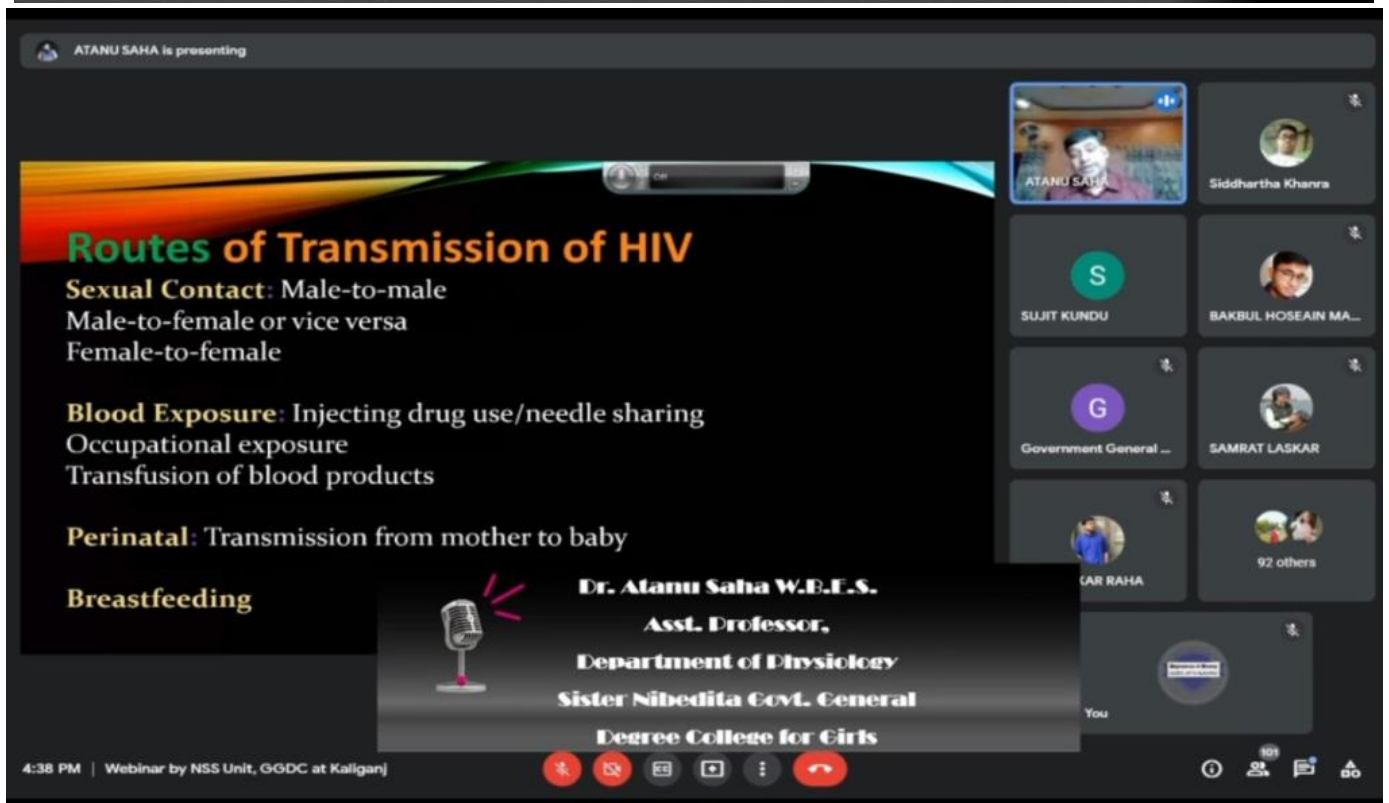 ATANU SAHA is presenting
Off
Routes of Transmission of HIV
Sexual Contact: Male-to-male
Male-to-female or vice versa
Female-to-female
Blood Exposure: Injecting drug use/needle sharing
Occupational exposure
Transfusion of blood products
Perinatal: Transmission from mother to baby
Breastfeeding
Dr. Atanu Saha W.B.E.S.
Asst. Professor,
Department of Physiology
Sister Nibedita Govt. General
Degree College for Girls
ATANU SAHA
Siddhartha Khanra
S
SUJIT KUNDU
BAKBUL HOSEAIN MA...
G
Government General ...
SAMRAT LASKAR
KAR RAHA
92 others
You
4:38 PM | Webinar by NSS Unit, GGDC at Kaliganj
CC
101